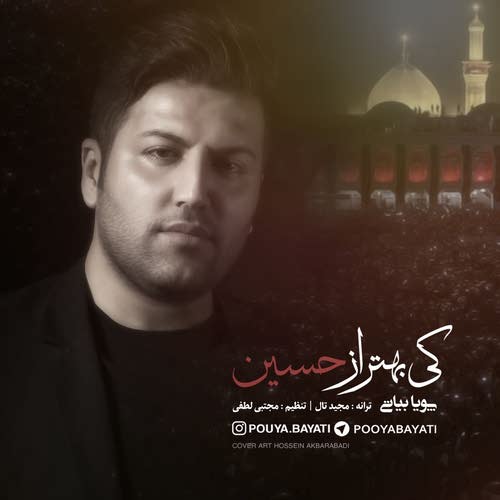 کی بهتر از حسین
پویا بیاتی
ترانه : مجید تال | تنظیم : مجتبی لطفی
POUYA.BAYATI POOYABAYATI
COVER ART HOSSEIN AKBARABADI